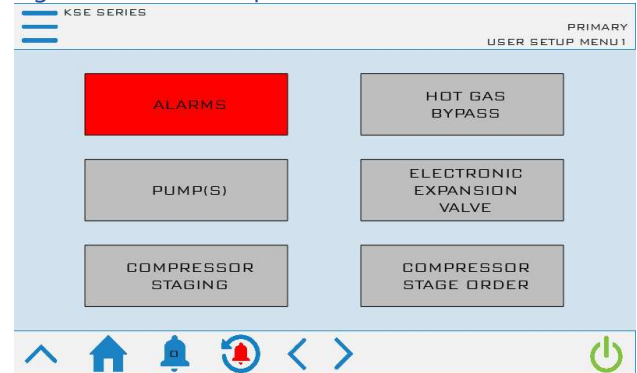 KSE SERIES
PRIMARY
USER SETUP MENU1
ALARMS
HOT GAS
BYPASS
PUMP(S)
ELECTRONIC
EXPANSION
VALVE
COMPRESSOR
STAGING
COMPRESSOR
STAGE ORDER
0